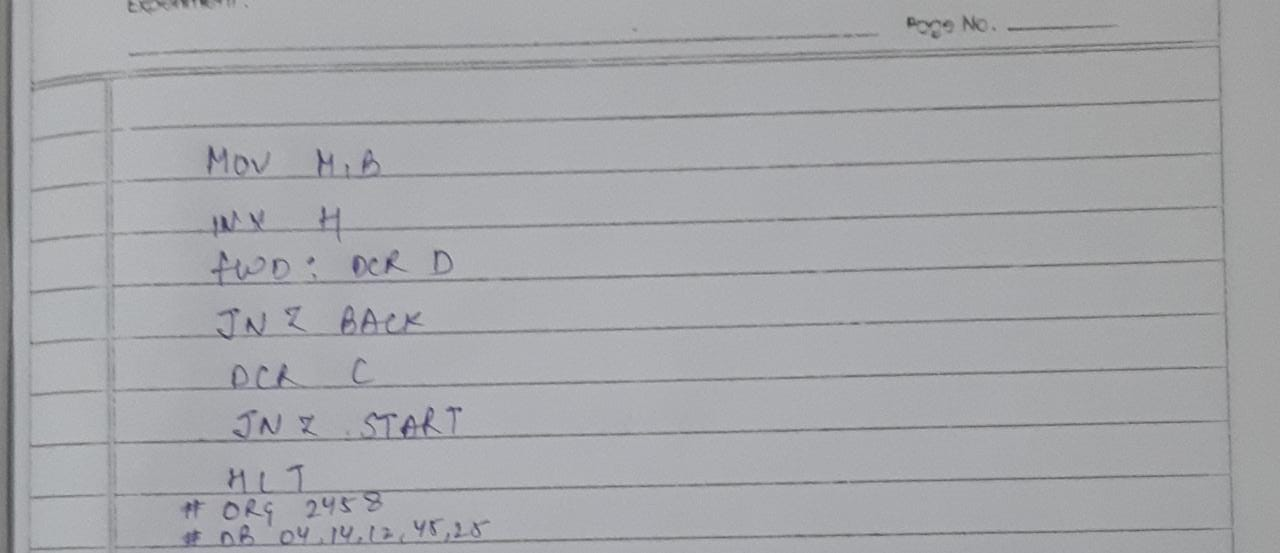 Experiment:
Page No.
MOV M,B
INX H
fWD: DCR D
JNZ BACK
DCR C
JNZ START
HLT
# ORG 2458
# DB 04,14,12,45,25